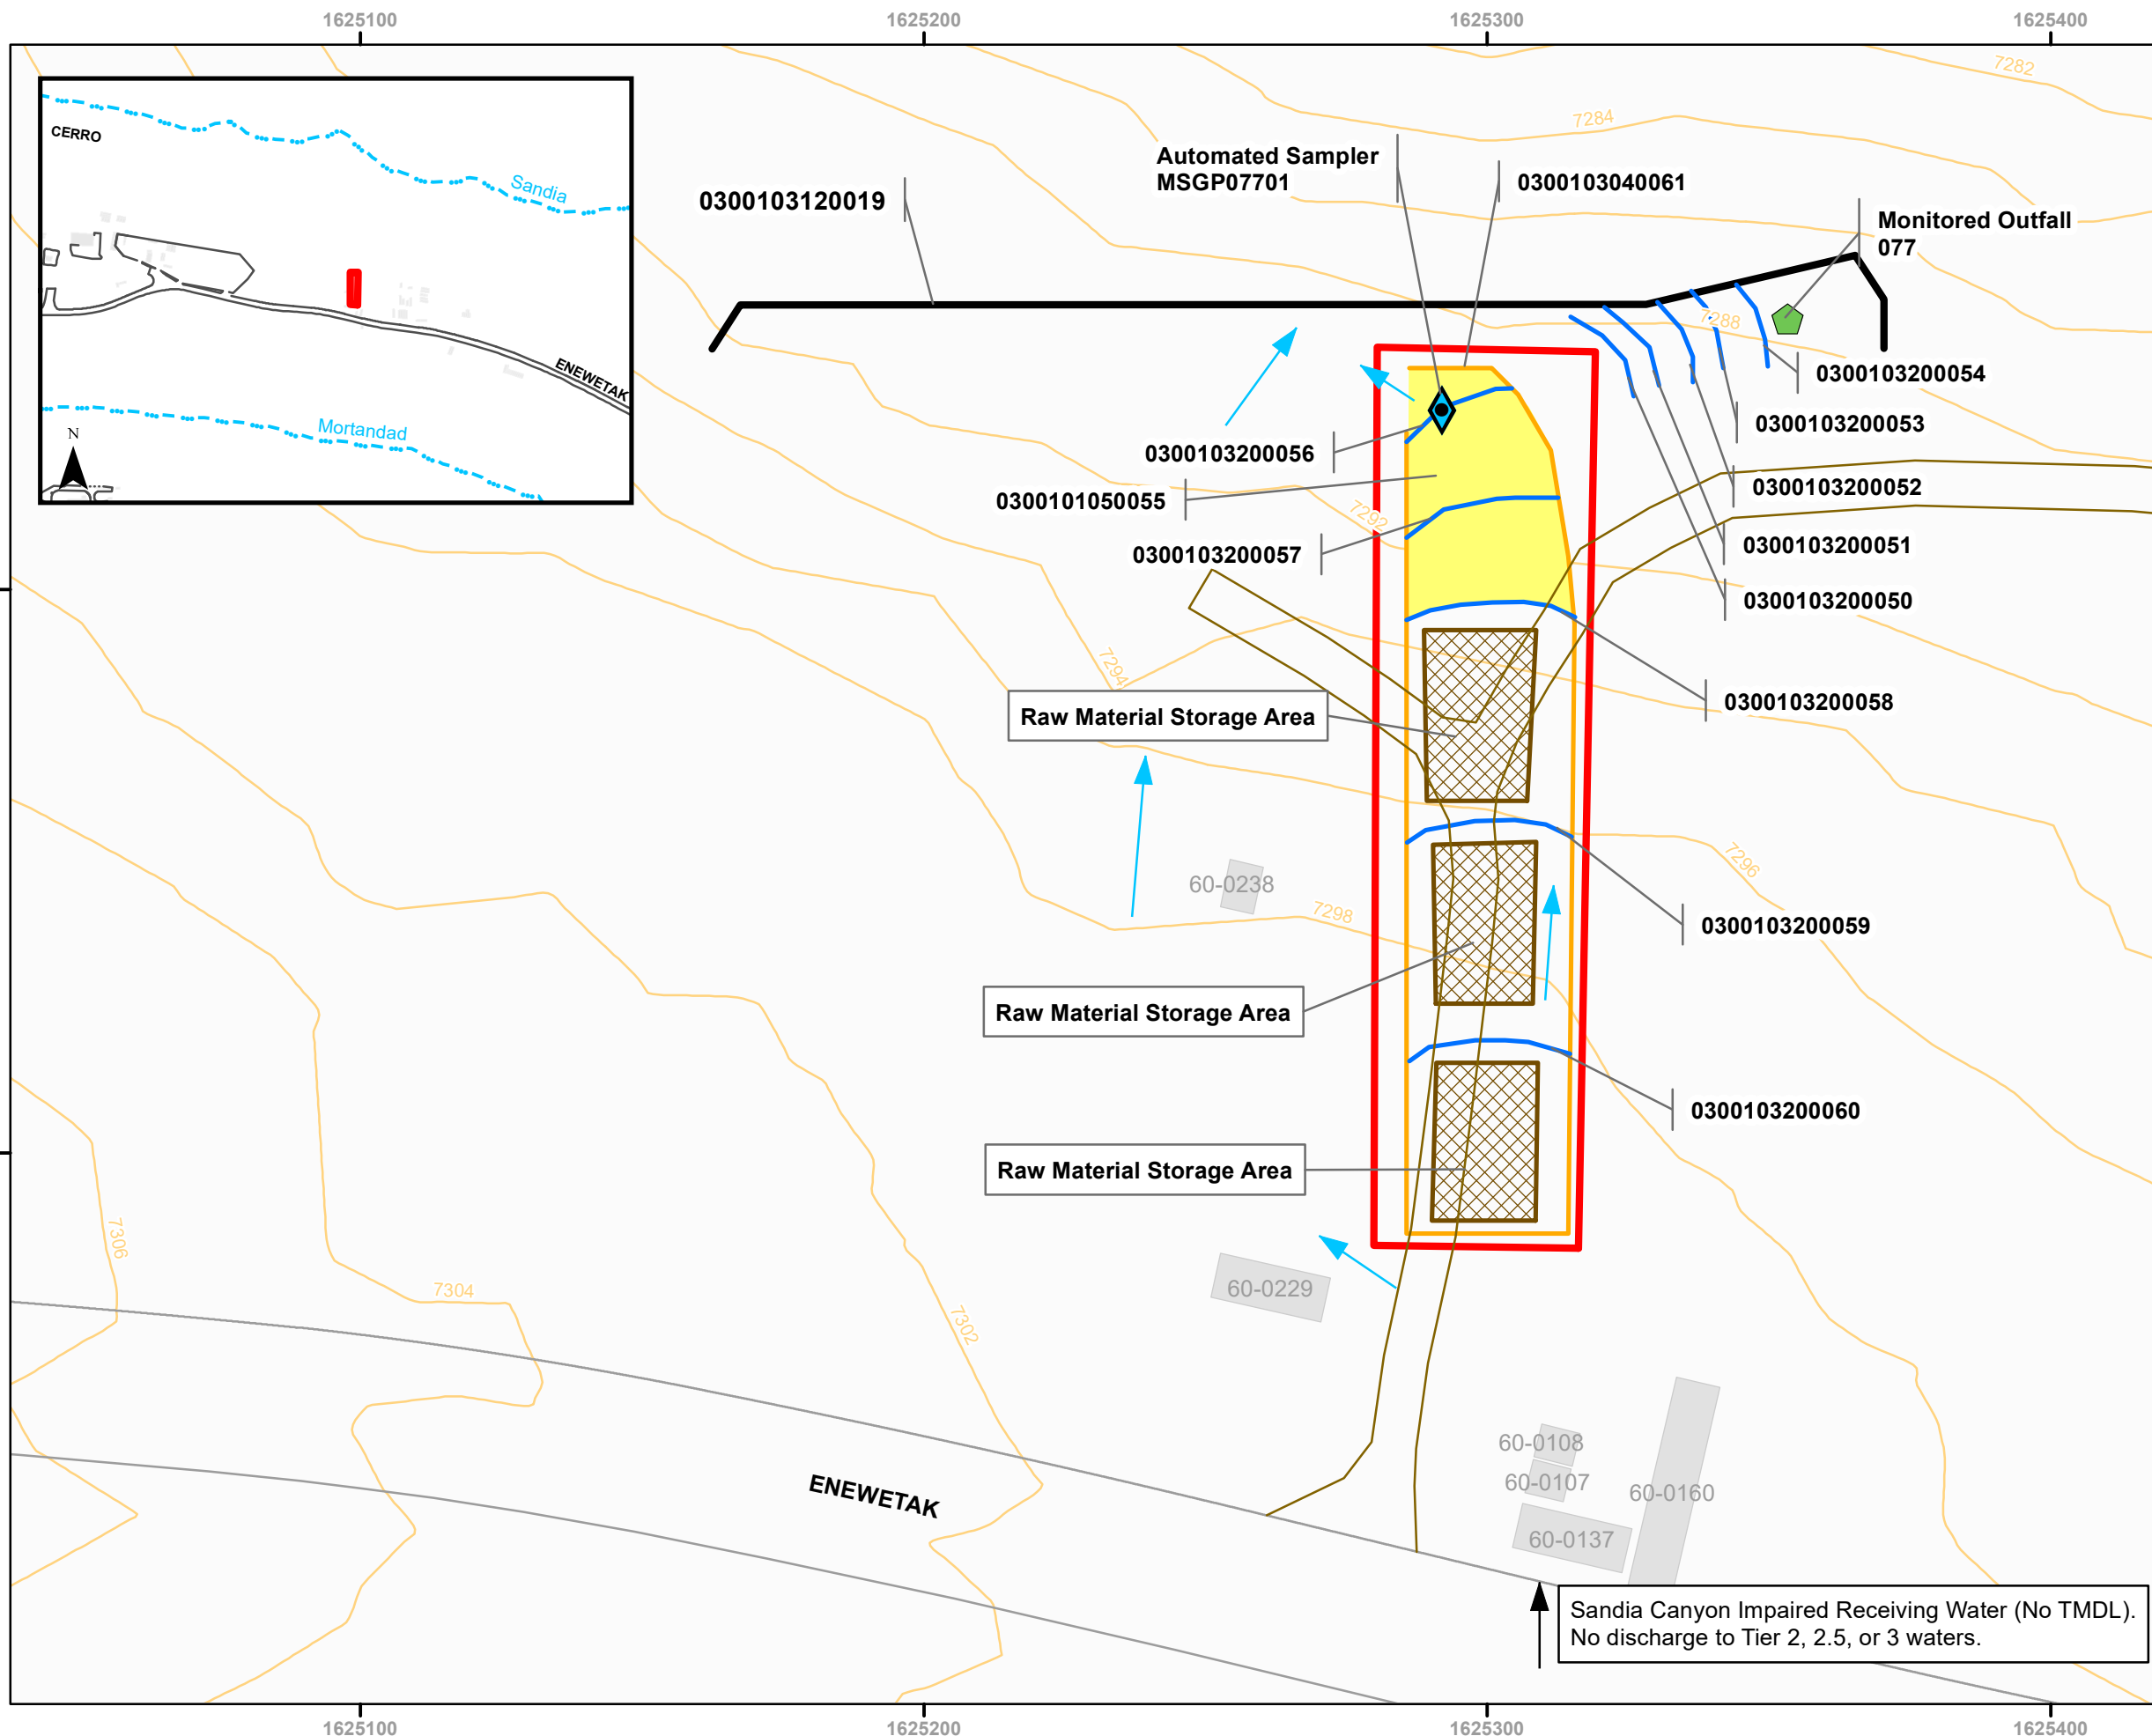 1625100
1625200
1625300
1625400
7282
7284
CERRO
Sandia
Automated Sampler
MSGP07701
0300103040061
0300103120019
Monitored Outfall
077
7288
0300103200054
ENEWETAK
Mortandad
N
0300103200053
0300103200056
0300103200052
0300101050055
7292
0300103200051
0300103200057
0300103200050
7294
0300103200058
Raw Material Storage Area
7296
60-0238
7298
0300103200059
Raw Material Storage Area
0300103200060
Raw Material Storage Area
7306
7304
60-0229
7302
60-0108
60-0107
60-0160
ENEWETAK
60-0137
Sandia Canyon Impaired Receiving Water (No TMDL).
No discharge to Tier 2, 2.5, or 3 waters.
1625100
1625200
1625300
1625400